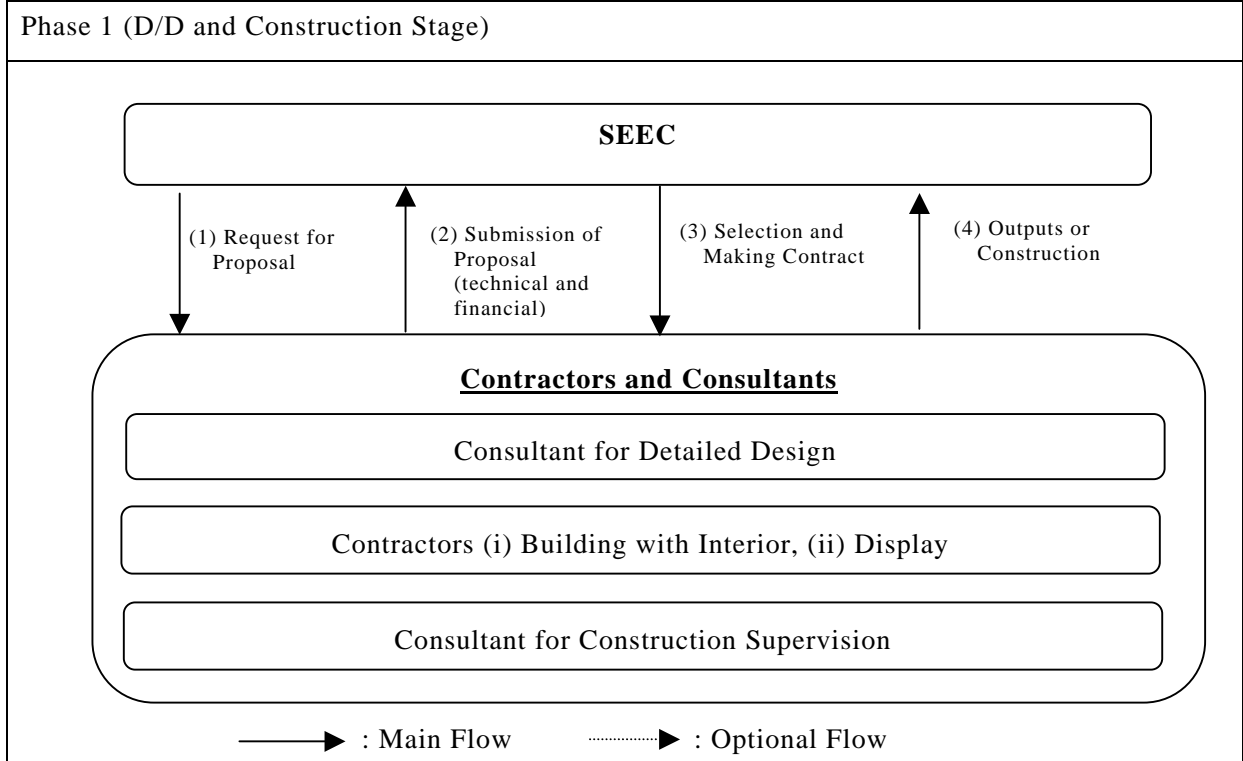 Phase 1 (D/D and Construction Stage)
SEEC
(1) Request for
Proposal
(2) Submission of
Proposal
(technical and
financial)
(3) Selection and
Making Contract
(4) Outputs or
Construction
Contractors and Consultants
Consultant for Detailed Design
Contractors (i) Building with Interior, (ii) Display
Consultant for Construction Supervision
: Main Flow : Optional Flow